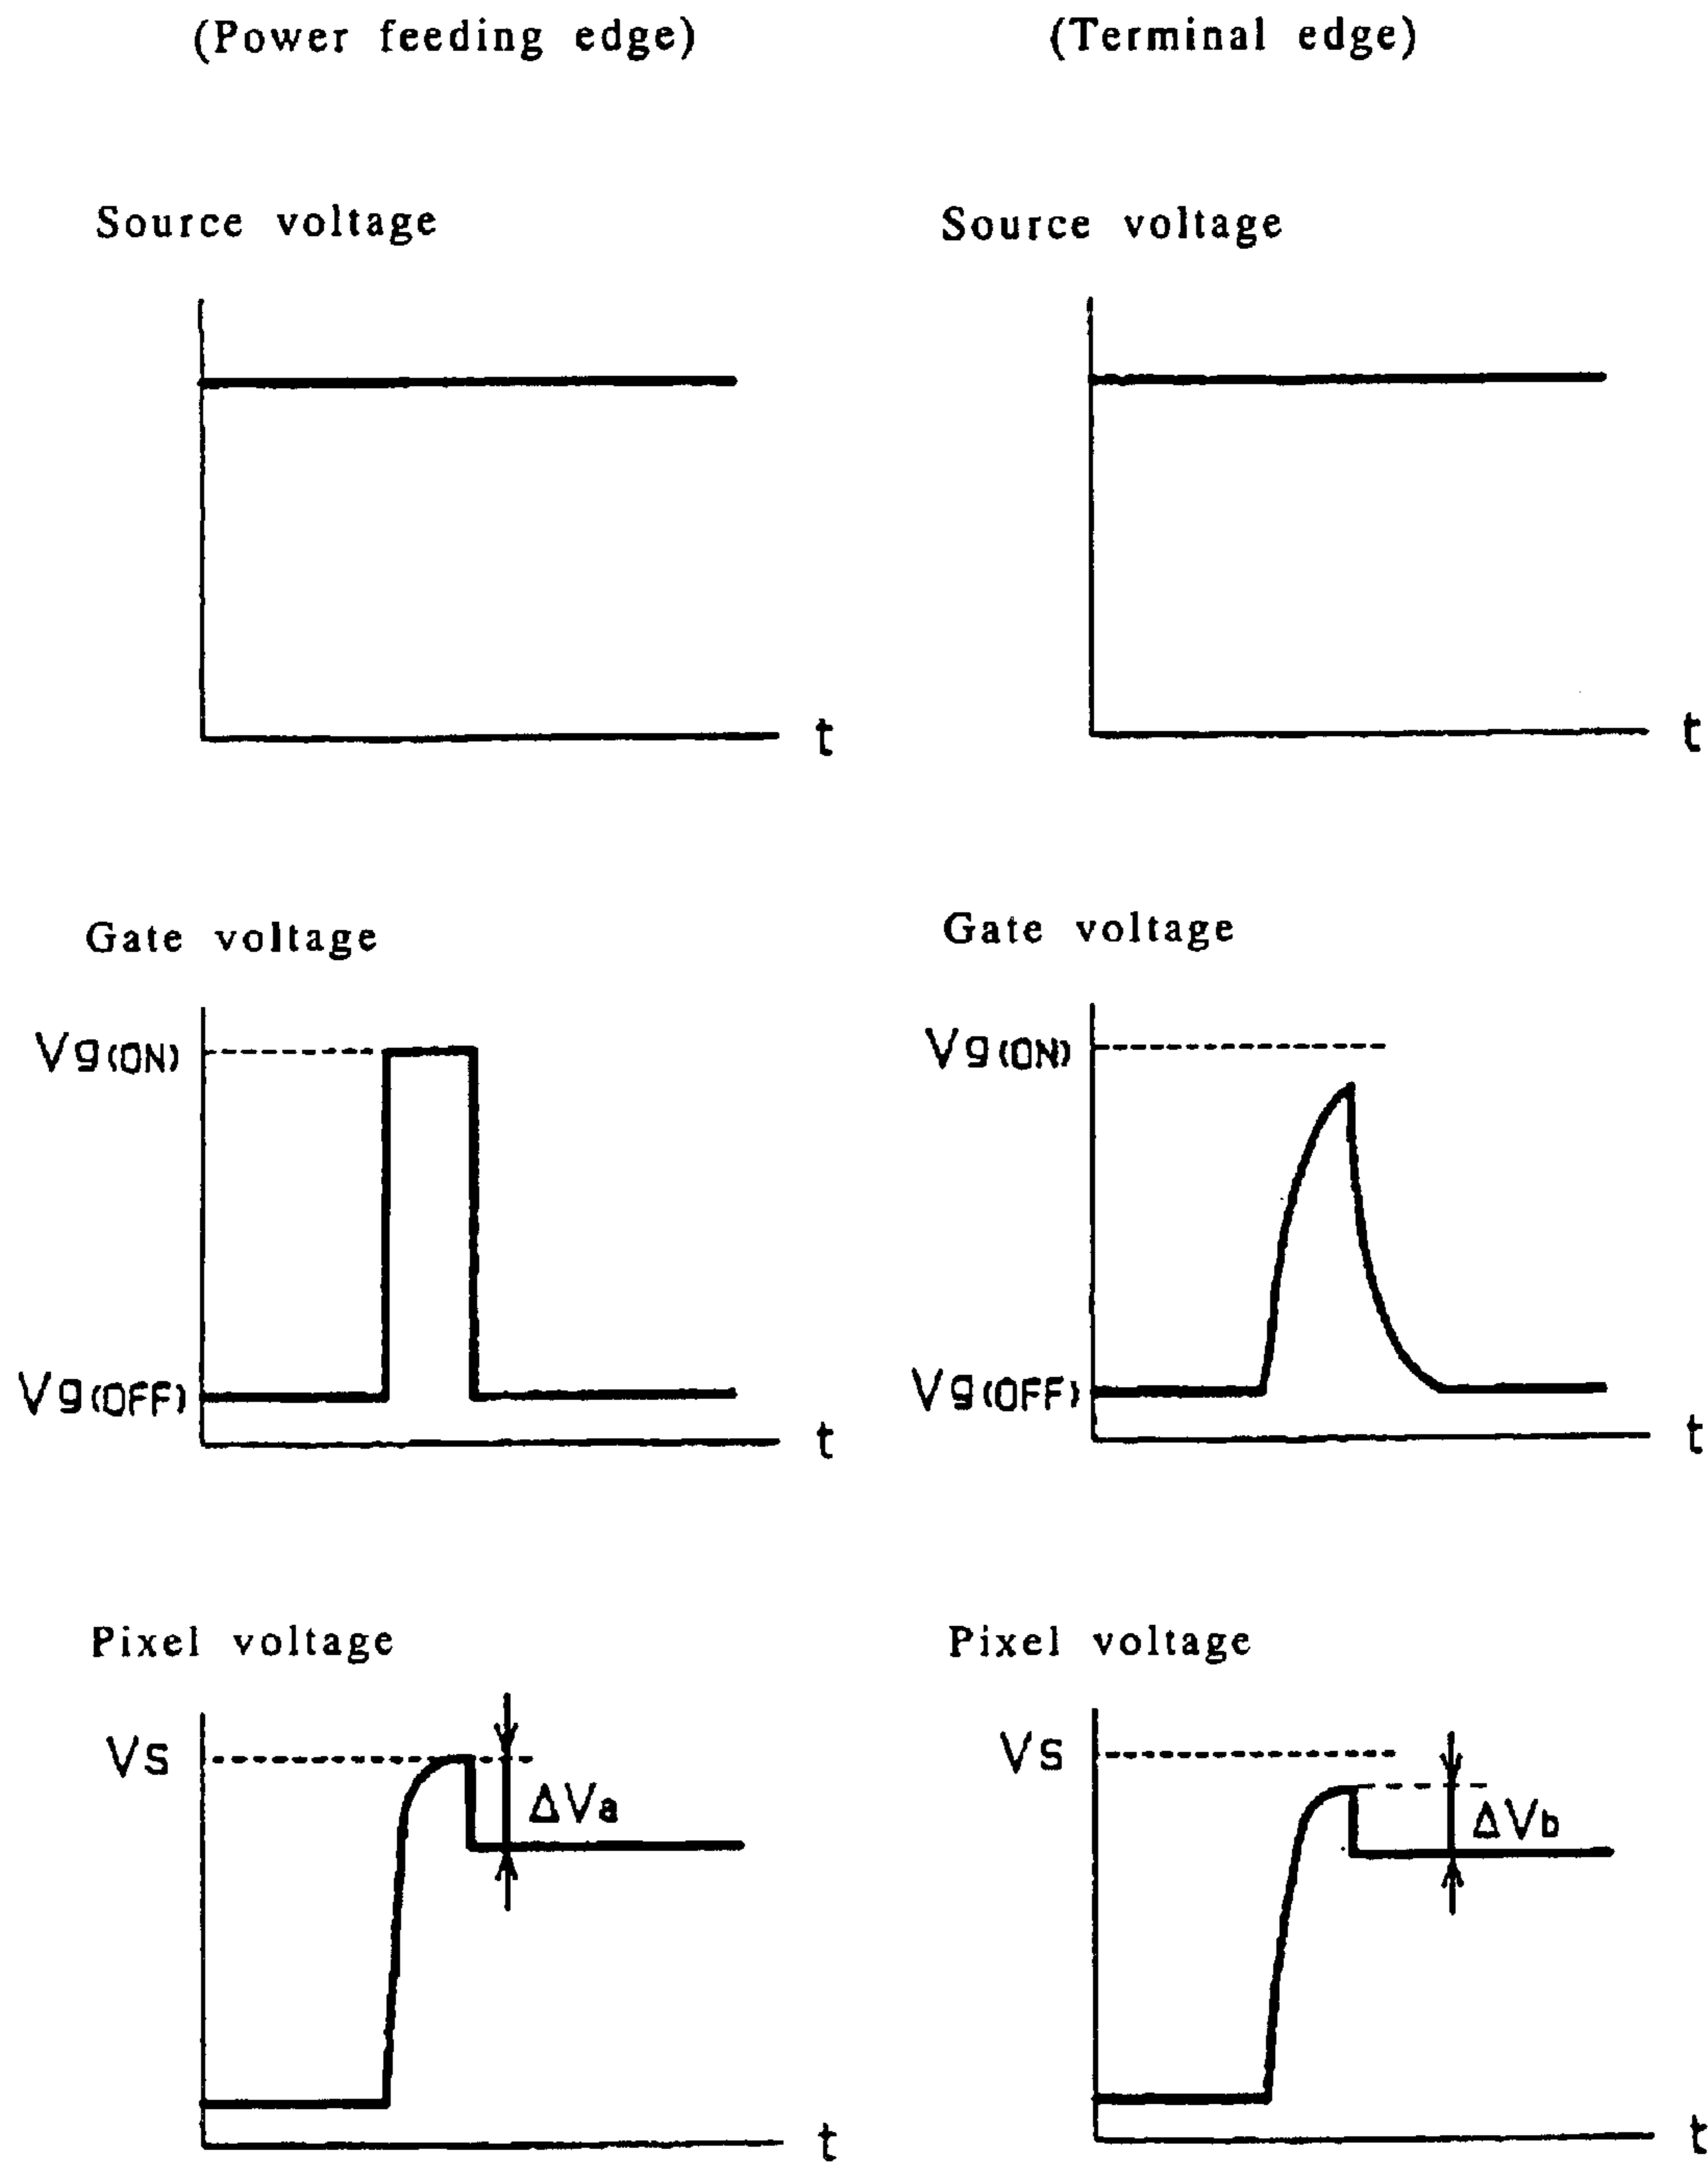 (Power feeding edge)
(Terminal edge)
Source voltage
Source voltage
t
t
Gate voltage
Gate voltage
Vg(ON)
Vg(ON)
Vg(OFF)
Vg(OFF)
t
t
Pixel voltage
Pixel voltage
VS
ΔVa
VS
ΔVb
t
t